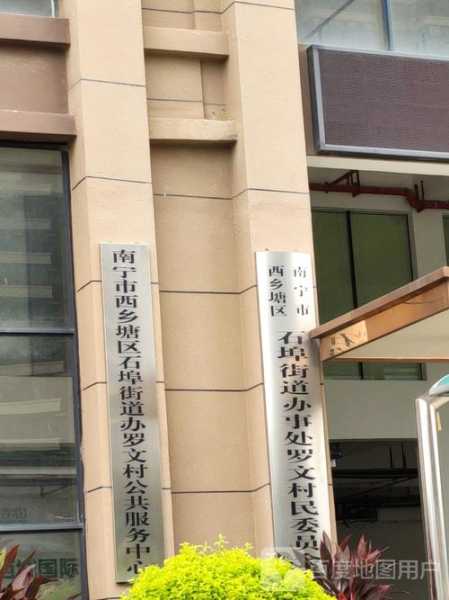 南宁市西乡塘区石埠街道办罗文村公共服务中心
南宁市
西乡塘区
石埠街道办事处罗文村民委员会
国际
百度地图用户